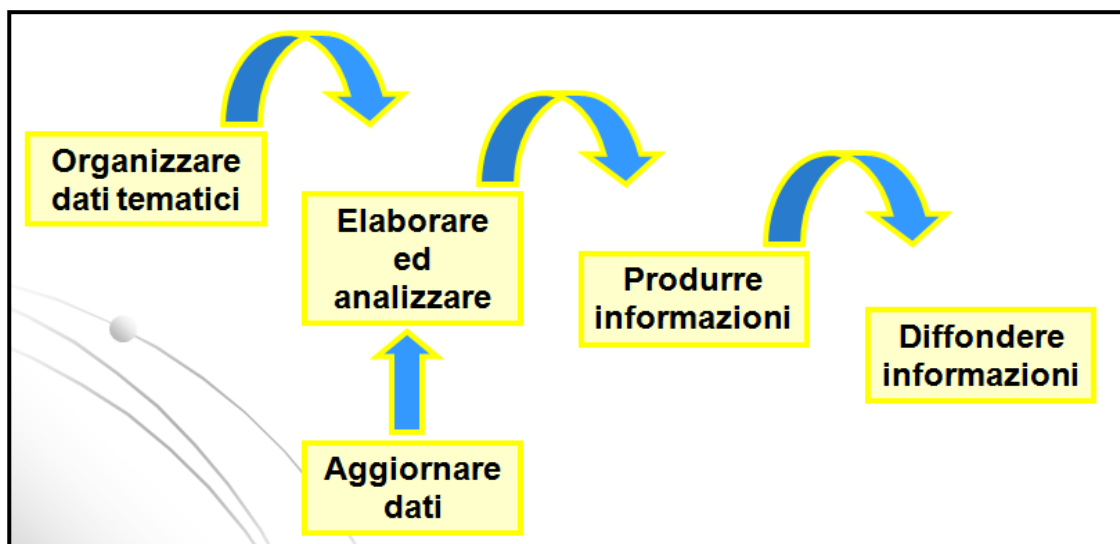 Organizzare
dati tematici
Elaborare
ed
analizzare
Produrre
informazioni
Diffondere
informazioni
Aggiornare
dati